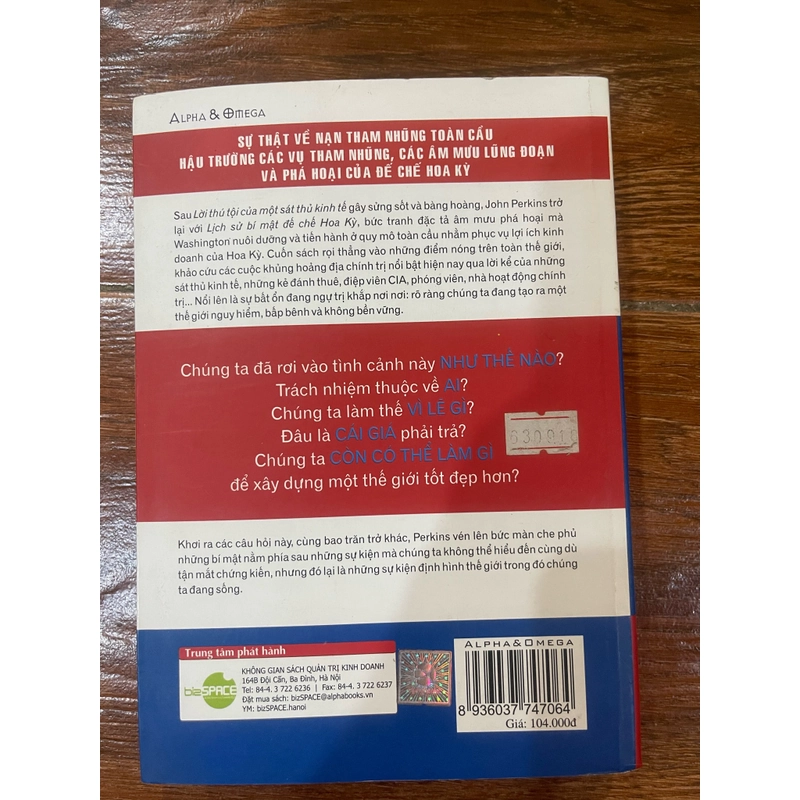 ALPHA & OMEGA
SỰ THẬT VỀ NẠN THAM NHŨNG TOÀN CẦU
HẬU TRƯỜNG CÁC VỤ THAM NHŨNG, CÁC ÂM MƯU LŨNG ĐOẠN
VÀ PHÁ HOẠI CỦA ĐẾ CHẾ HOA KỲ
Sau Lời thú tội của một sát thủ kinh tế gây sửng sốt và bàng hoàng, John Perkins trở
lại với Lịch sử bí mật đế chế Hoa Kỳ, bức tranh đặc tả âm mưu phá hoại mà
Washington nuôi dưỡng và tiến hành ở quy mô toàn cầu nhằm phục vụ lợi ích kinh
doanh của Hoa Kỳ. Cuốn sách rọi thẳng vào những điểm nóng trên toàn thế giới,
khảo cứu các cuộc khủng hoảng địa chính trị nổi bật hiện nay qua lời kể của những
sát thủ kinh tế, những kẻ đánh thuê, điệp viên CIA, phóng viên, nhà hoạt động chính
trị... Nổi lên là sự bất ổn đang ngự trị khắp nơi nơi: rõ ràng chúng ta đang tạo ra một
thế giới nguy hiểm, bấp bênh và không bền vững.
Chúng ta đã rơi vào tình cảnh này NHƯ THẾ NÀO?
Trách nhiệm thuộc về AI?
Chúng ta làm thế VÌ LẼ GÌ?
Đâu là CÁI GIÁ phải trả?
Chúng ta CÒN CÓ THỂ LÀM GÌ
để xây dựng một thế giới tốt đẹp hơn?
Khơi ra các câu hỏi này, cùng bao trăn trở khác, Perkins vén lên bức màn che phủ
những bí mật nằm phía sau những sự kiện mà chúng ta không thể hiểu đến cùng dù
tận mắt chứng kiến, nhưng đó lại là những sự kiện định hình thế giới trong đó chúng
ta đang sống.
Trung tâm phát hành
bizSPACE
KHÔNG GIAN SÁCH QUẢN TRỊ KINH DOANH
164B Đội Cấn, Ba Đình, Hà Nội
Tel: 84-4. 3 722 6236 | Fax: 84-4. 3 722 6237
Đặt mua sách: bizSPACE@alphabooks.vn
YM: bizSPACE.hanoi
ALPHA & OMEGA
8 936037 747064
Giá: 104.000đ